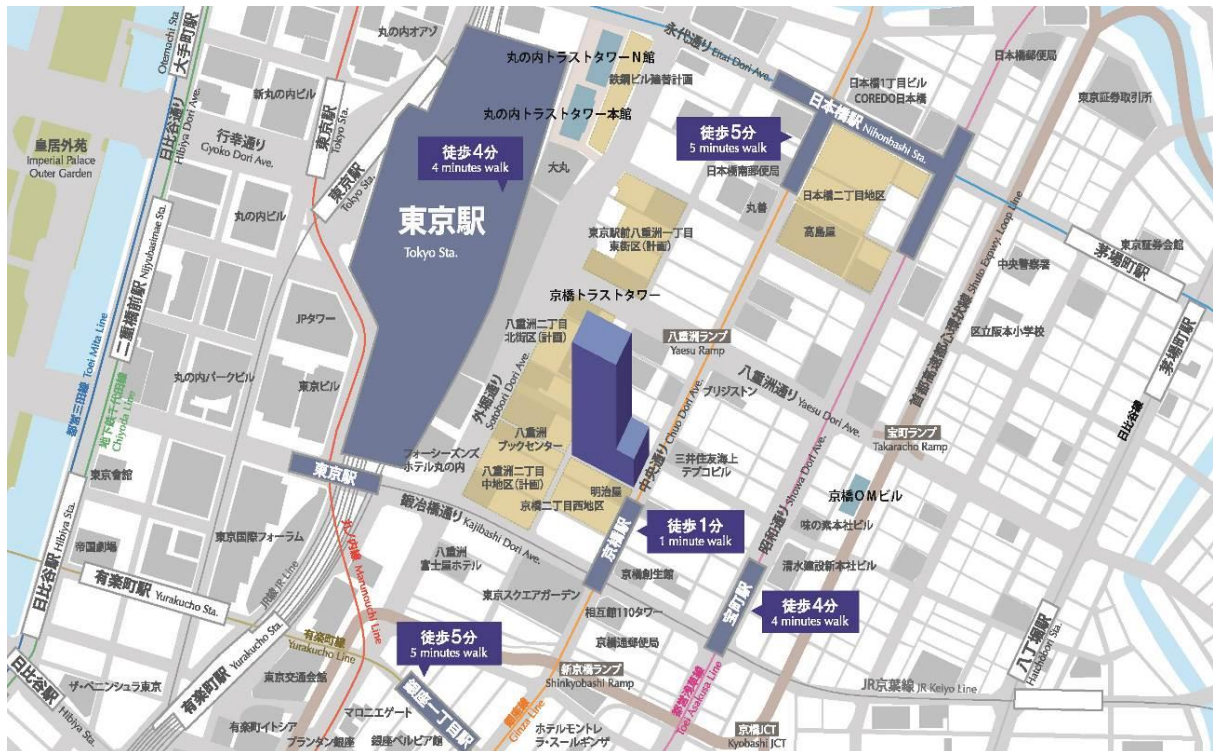 丸の内オアゾ
永代通り Eitai Dori Ave.
日本橋郵便局
大手町駅
Otemachi Sta.
丸の内トラストタワーN館
鉄鋼ビル建替計画
日本橋1丁目ビル
COREDO日本橋
東京証券取引所
新丸の内ビル
日比谷通り
Hibiya Dori Ave.
行幸通り
Gyoko Dori Ave.
東京駅
Tokyo Sta.
東京駅
Tokyo Sta.
丸の内トラストタワー本館
日本橋駅 Nihonbashi Sta.
皇居外苑
Imperial Palace
Outer Garden
徒歩4分
4 minutes walk
大丸
徒歩5分
5 minutes walk
日本橋南郵便局
丸善
日本橋二丁目地区
高島屋
丸の内ビル
東京駅
Tokyo Sta.
東京駅前八重洲一丁目
東街区(計画)
中央警察署
東京証券会館
茅場町駅
首都高速都心環状線 Shuto Expwy. Loop Line
二重橋前駅 Nijyubasimae Sta.
京橋トラストタワー
JPタワー
八重洲二丁目
北街区(計画)
八重洲ランプ
Yaesu Ramp
区立阪本小学校
茅場町駅
丸の内パークビル
東京ビル
外堀通り
Sotobori Dori Ave.
八重洲通り Yaesu Dori Ave.
ブリジストン
都営三田線 Toei Mita Line
地下鉄千代田線
Chiyoda Line
日比谷線
八重洲
ブックセンター
中央通り Chuo Dori Ave.
宝町ランプ
Takaracho Ramp
フォーシーズンズ
ホテル丸の内
三井住友海上
テプコビル
東京會館
東京駅
八重洲二丁目
中地区(計画)
明治屋
京橋二丁目西地区
昭和通り Showa Dori Ave.
京橋OMビル
鍛冶橋通り Kajibashi Dori Ave.
味の素本社ビル
帝国劇場
東京国際フォーラム
京橋駅
徒歩1分
1 minute walk
日比谷駅 Hibiya Sta.
八重洲
富士屋ホテル
京橋創生館
清水建設新本社ビル
有楽町駅 Yurakucho Sta.
JR線 JR Line
丸ノ内線 Marunouchi Line
東京スクエアガーデン
相互館110タワー
宝町駅
徒歩4分
4 minutes walk
有楽町線
Yurakucho Line
徒歩5分
5 minutes walk
京橋通郵便局
八丁堀駅
Hatchobori Sta.
有楽町駅 Yurakucho Sta.
新京橋ランプ
Shinkyobashi Ramp
都営浅草線
Toei Asakusa Line
JR京葉線 JR Keiyo Line
日比谷駅
Hibiya Sta.
ザ・ペニンシュラ東京
東京交通会館
銀座一丁目駅
銀座線
Ginza Line
有楽町イトシア
マロニエゲート
プランタン銀座
銀座ベルビア館
ホテルモントレ
ラ・スールギンザ
京橋JCT
Kyobashi JCT